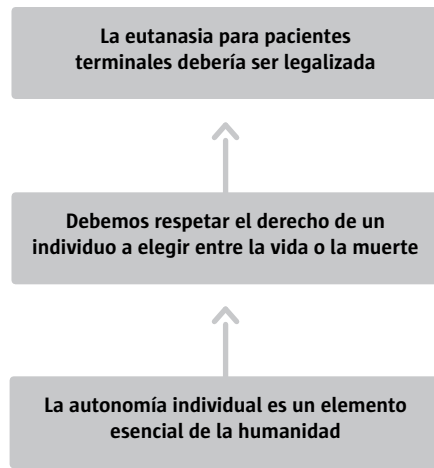 La eutanasia para pacientes
terminales debería ser legalizada
Debemos respetar el derecho de un
individuo a elegir entre la vida o la muerte
La autonomía individual es un elemento
esencial de la humanidad